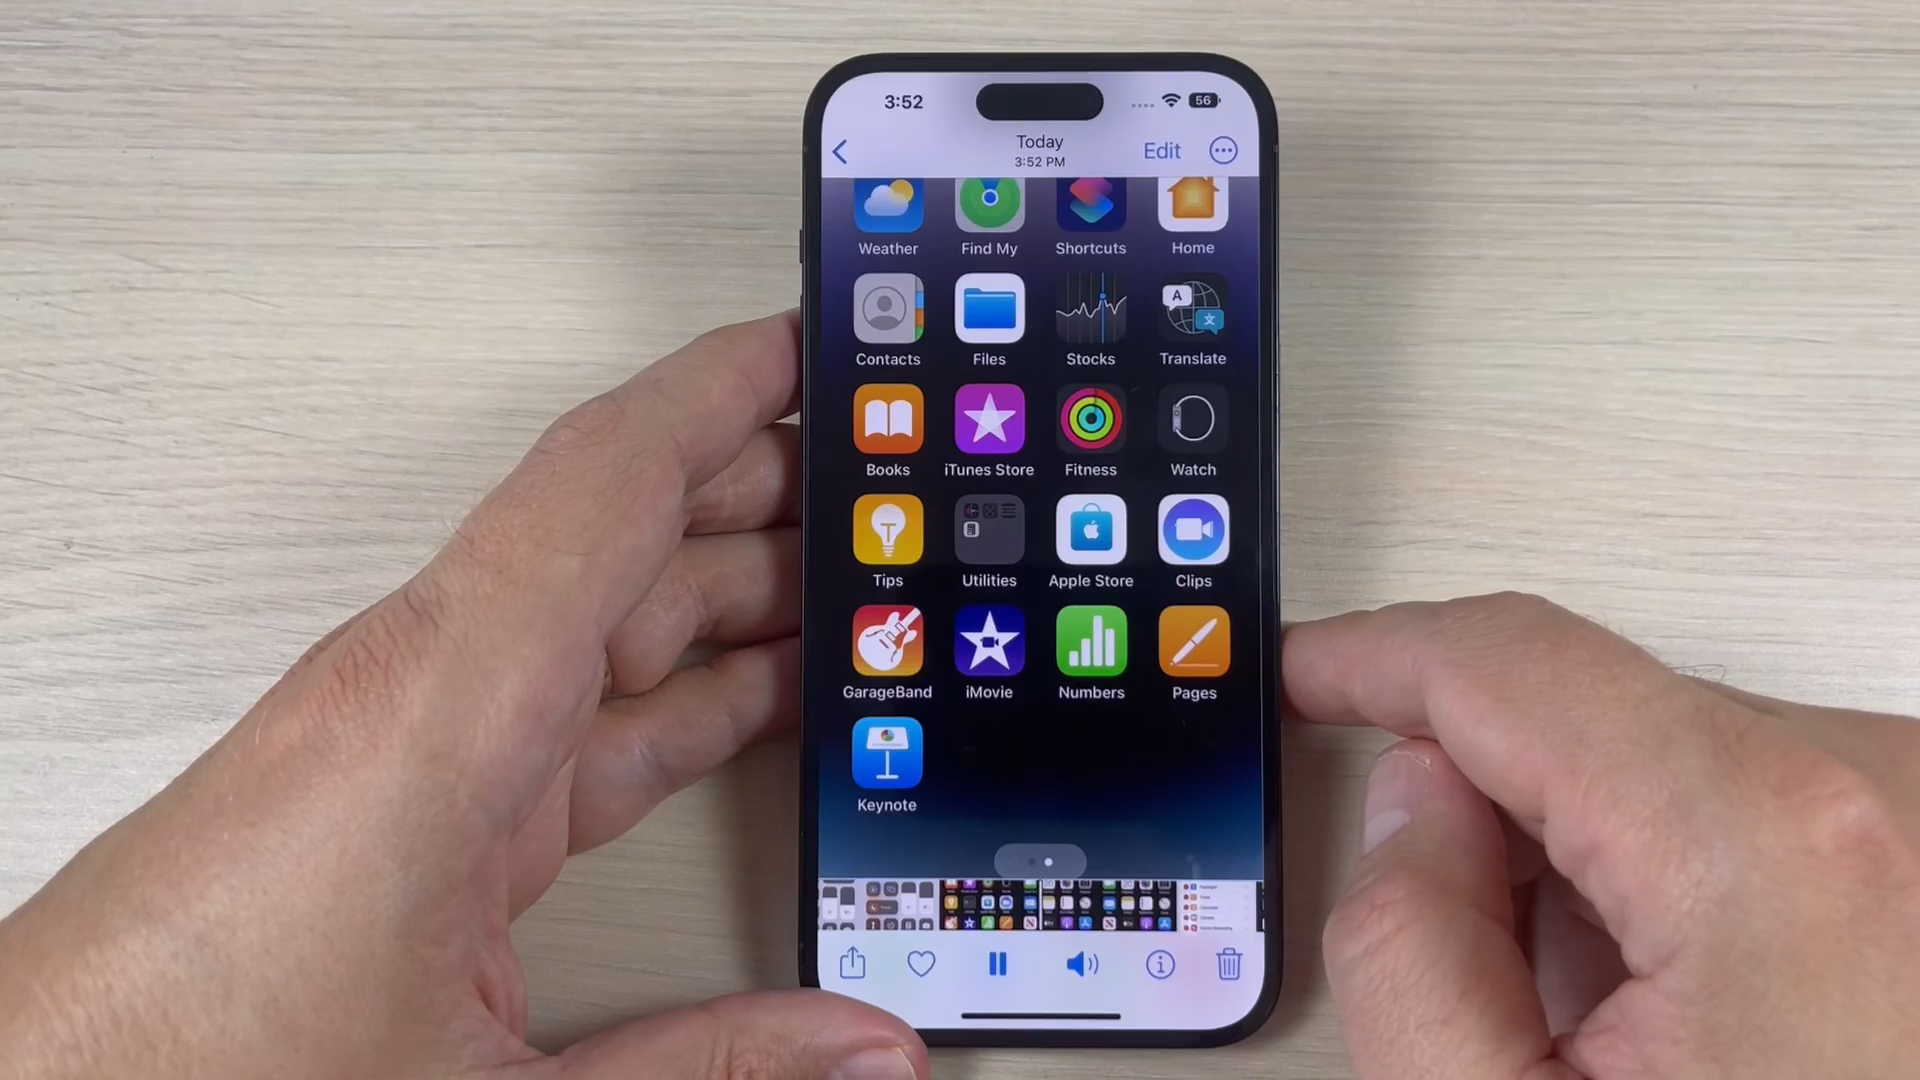 3:52
56
Today
3:52 PM
Edit
Weather
Find My
Shortcuts
Home
A
文
Contacts
Files
Stocks
Translate
Books
iTunes Store
Fitness
Watch
Tips
Utilities
Apple Store
Clips
GarageBand
iMovie
Numbers
Pages
Keynote